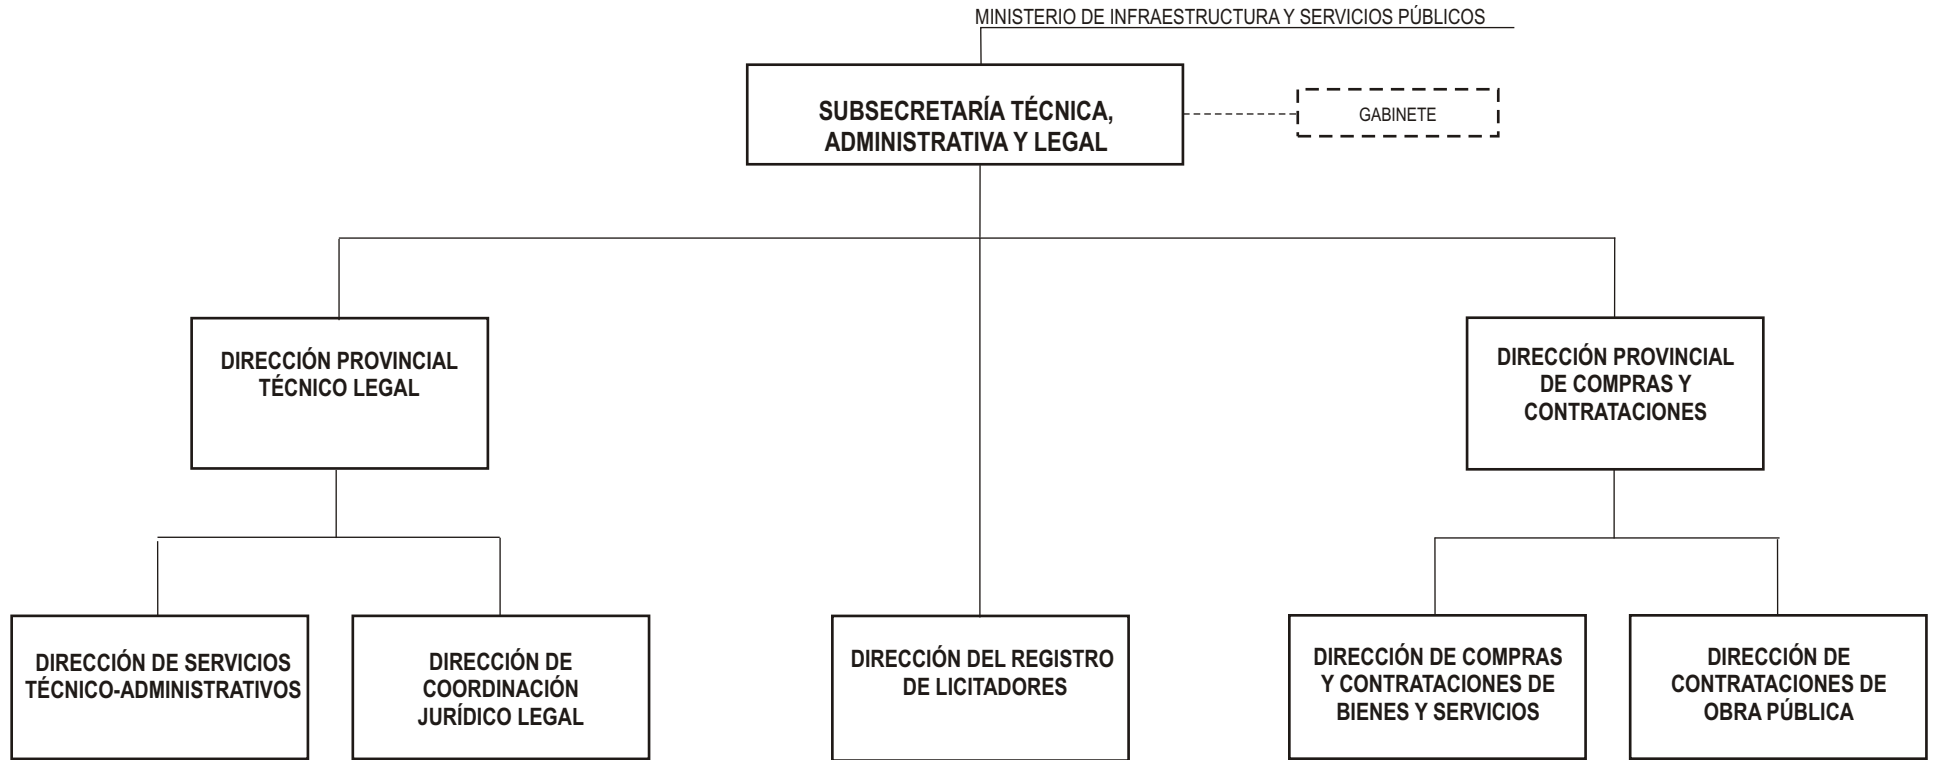 MINISTERIO DE INFRAESTRUCTURA Y SERVICIOS PÚBLICOS
SUBSECRETARÍA TÉCNICA,
ADMINISTRATIVA Y LEGAL
GABINETE
DIRECCIÓN PROVINCIAL
TÉCNICO LEGAL
DIRECCIÓN PROVINCIAL
DE COMPRAS Y
CONTRATACIONES
DIRECCIÓN DE SERVICIOS
TÉCNICO-ADMINISTRATIVOS
DIRECCIÓN DE
COORDINACIÓN
JURÍDICO LEGAL
DIRECCIÓN DEL REGISTRO
DE LICITADORES
DIRECCIÓN DE COMPRAS
Y CONTRATACIONES DE
BIENES Y SERVICIOS
DIRECCIÓN DE
CONTRATACIONES DE
OBRA PÚBLICA